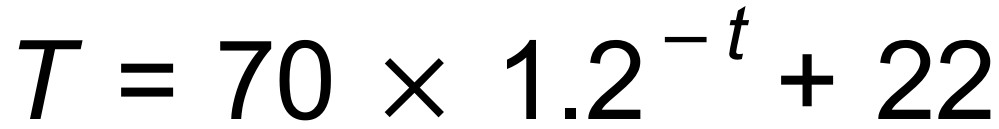 T = 70 × 1.2^{-t} + 22